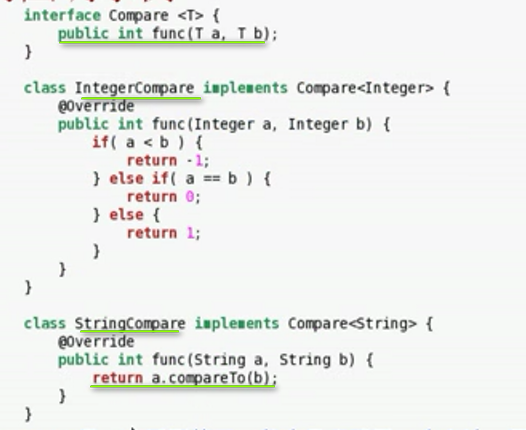 interface Compare <T> {
public int func(T a, T b);
}
class IntegerCompare implements Compare<Integer> {
@Override
public int func(Integer a, Integer b) {
if( a < b ) {
return -1;
} else if( a == b ) {
return 0;
} else {
return 1;
}
}
}
class StringCompare implements Compare<String> {
@Override
public int func(String a, String b) {
return a.compareTo(b);
}
}